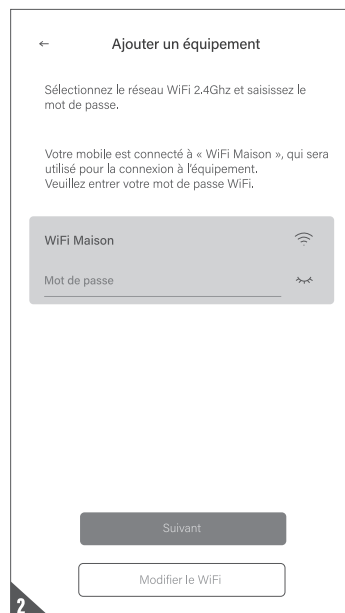 ← Ajouter un équipement
Sélectionnez le réseau WiFi 2.4Ghz et saisissez le
mot de passe.
Votre mobile est connecté à « WiFi Maison », qui sera
utilisé pour la connexion à l'équipement.
Veuillez entrer votre mot de passe WiFi.
WiFi Maison
Mot de passe
Suivant
Modifier le WiFi
2